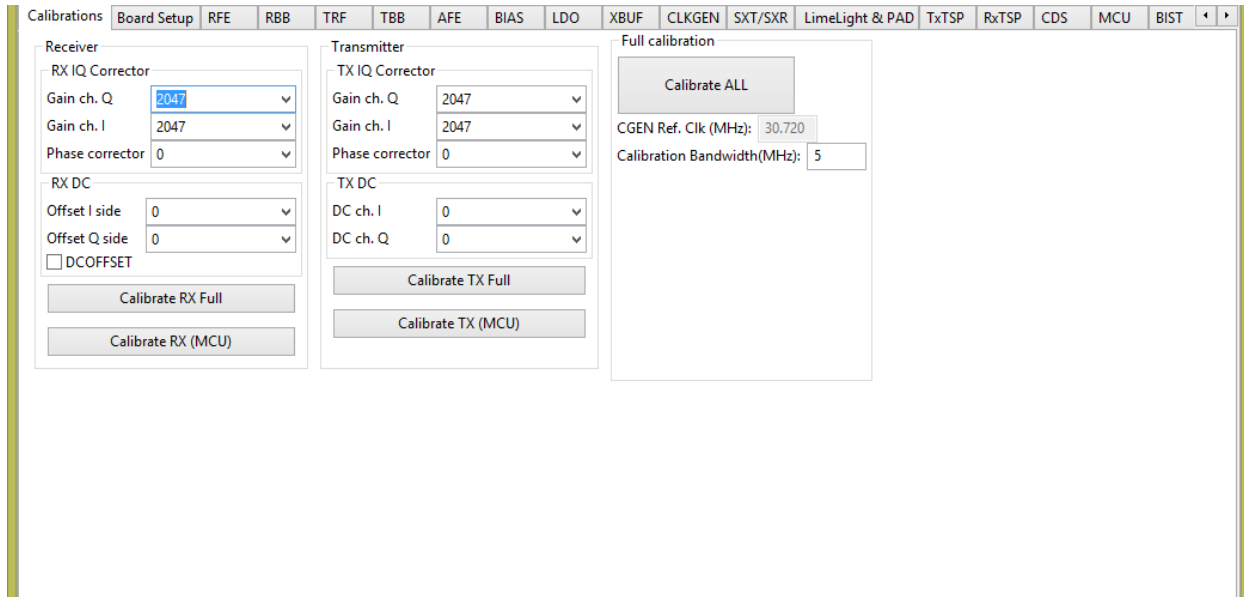 Calibrations Board Setup RFE RBB TRF TBB AFE BIAS LDO XBUF CLKGEN SXT/SXR LimeLight & PAD TxTSP RxTSP CDS MCU BIST
Receiver
RX IQ Corrector
Gain ch. Q 2047
Gain ch. I 2047
Phase corrector 0
RX DC
Offset I side 0
Offset Q side 0
DCOFFSET
Calibrate RX Full
Calibrate RX (MCU)
Transmitter
TX IQ Corrector
Gain ch. Q 2047
Gain ch. I 2047
Phase corrector 0
TX DC
DC ch. I 0
DC ch. Q 0
Calibrate TX Full
Calibrate TX (MCU)
Full calibration
Calibrate ALL
CGEN Ref. Clk (MHz): 30.720
Calibration Bandwidth(MHz): 5